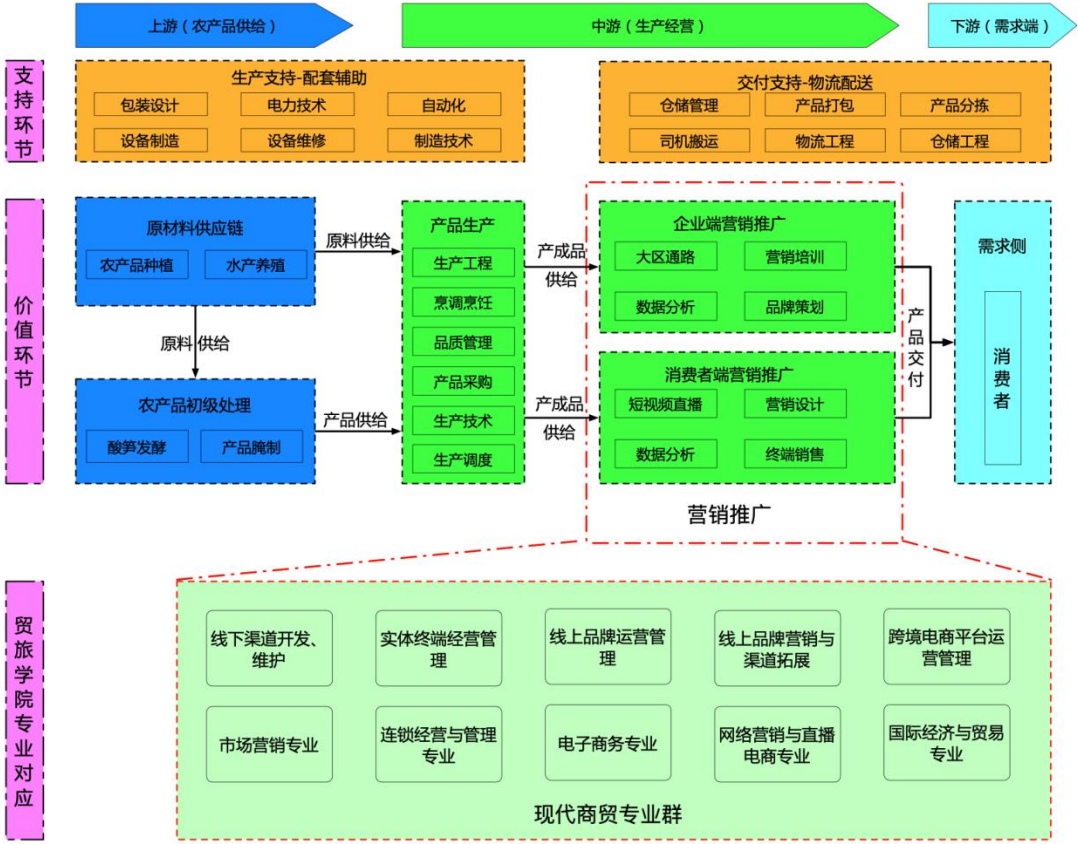 上游（农产品供给）
中游（生产经营）
下游（需求端）
支持环节
生产支持-配套辅助
包装设计
电力技术
自动化
设备制造
设备维修
制造技术
交付支持-物流配送
仓储管理
产品打包
产品分拣
司机搬运
物流工程
仓储工程
价值环节
原材料供应链
农产品种植
水产养殖
原料供给
原料 供给
农产品初级处理
酸笋发酵
产品腌制
产品供给
产品生产
生产工程
烹调烹饪
品质管理
产品采购
生产技术
生产调度
产成品
供给
产成品
供给
企业端营销推广
大区通路
营销培训
数据分析
品牌策划
消费者端营销推广
短视频直播
营销设计
数据分析
终端销售
营销推广
产品交付
需求侧
消费者
贸旅学院专业对应
线下渠道开发、
维护
实体终端经营管
理
线上品牌运营管
理
线上品牌营销与
渠道拓展
跨境电商平台运
营管理
市场营销专业
连锁经营与管理
专业
电子商务专业
网络营销与直播
电商专业
国际经济与贸易
专业
现代商贸专业群